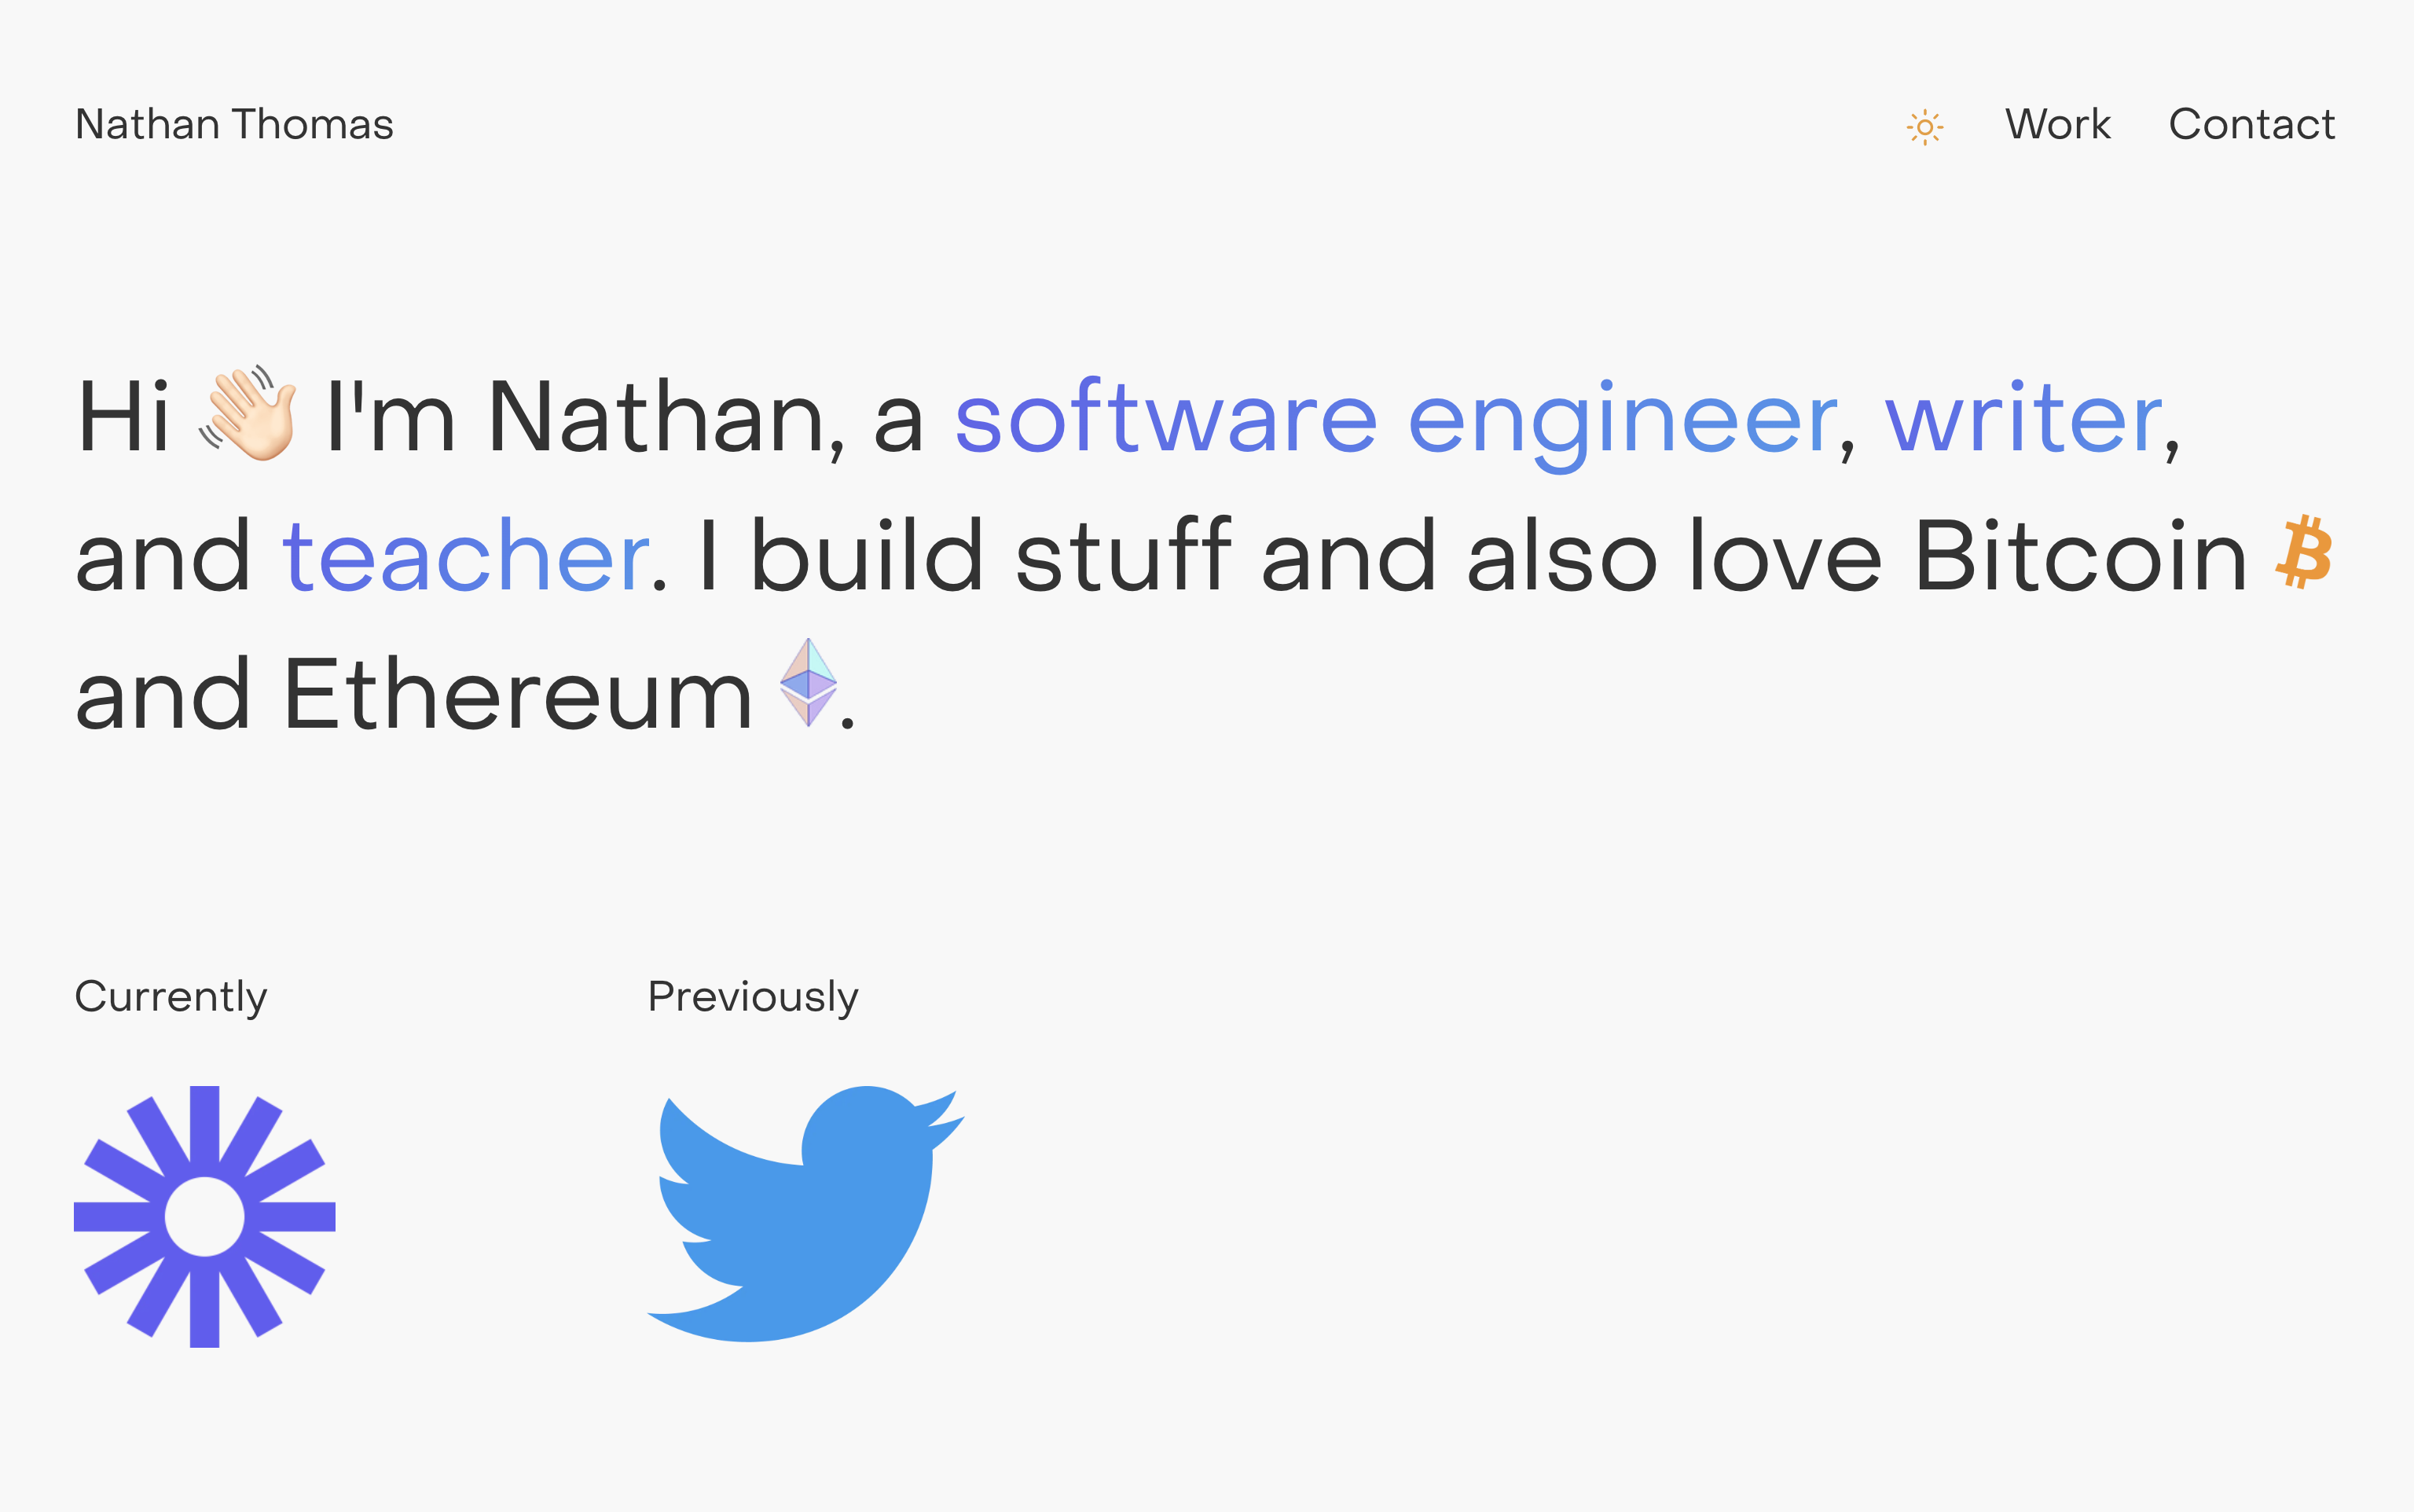 Nathan Thomas
Work
Contact
Hi 👋🏻 I'm Nathan, a software engineer, writer,
and teacher. I build stuff and also love Bitcoin
and Ethereum .
Currently
Previously